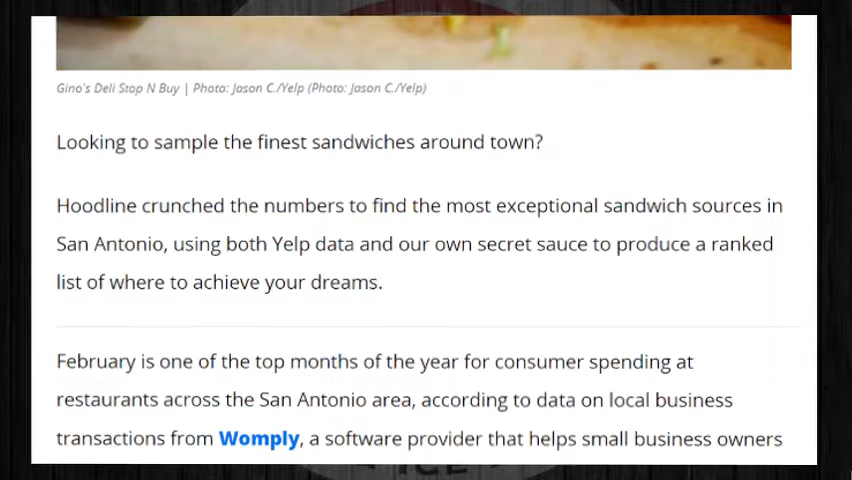 Gino's Deli Stop N Buy | Photo: Jason C./Yelp (Photo: Jason C./Yelp)
Looking to sample the finest sandwiches around town?
Hoodline crunched the numbers to find the most exceptional sandwich sources in
San Antonio, using both Yelp data and our own secret sauce to produce a ranked
list of where to achieve your dreams.
February is one of the top months of the year for consumer spending at
restaurants across the San Antonio area, according to data on local business
transactions from Womply, a software provider that helps small business owners